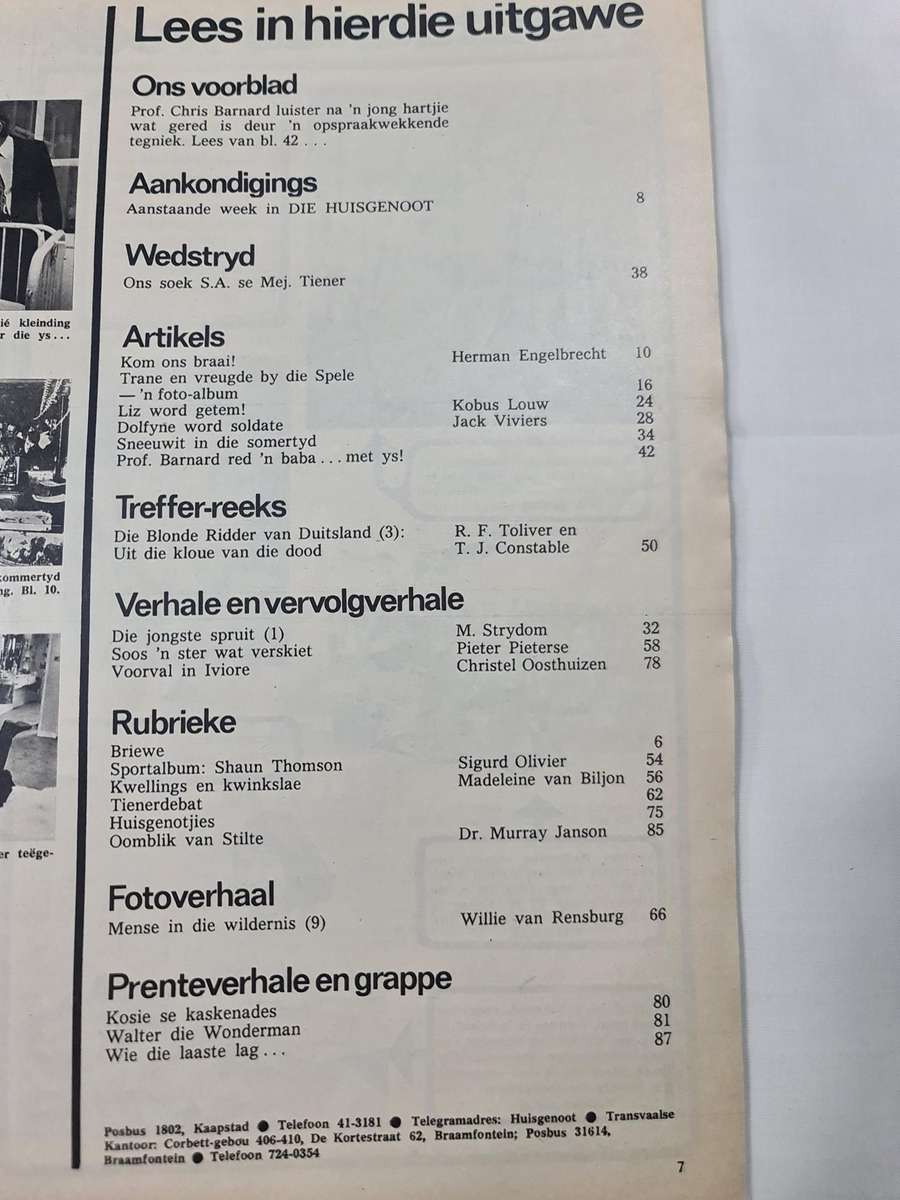 ié kleinding
r die ys...
kommertyd
ng. Bl. 10.
er teëge-
Lees in hierdie uitgawe
Ons voorblad
Prof. Chris Barnard luister na 'n jong hartjie
wat gered is deur 'n opspraakwekkende
tegniek. Lees van bl. 42 . . .
Aankondigings
Aanstaande week in DIE HUISGENOOT 8
Wedstryd
Ons soek S.A. se Mej. Tiener 38
Artikels
Kom ons braai! Herman Engelbrecht 10
Trane en vreugde by die Spele
— 'n foto-album 16
Liz word getem! Kobus Louw 24
Dolfyne word soldate Jack Viviers 28
Sneeuwit in die somertyd 34
Prof. Barnard red 'n baba . . . met ys! 42
Treffer-reeks
Die Blonde Ridder van Duitsland (3): R. F. Toliver en
Uit die kloue van die dood T. J. Constable 50
Verhale en vervolgverhale
Die jongste spruit (1) M. Strydom 32
Soos 'n ster wat verskiet Pieter Pieterse 58
Voorval in Iviore Christel Oosthuizen 78
Rubrieke
Briewe 6
Sportalbum: Shaun Thomson Sigurd Olivier 54
Kwellings en kwinkslae Madeleine van Biljon 56
Tienerdebat 62
Huisgenotjies 75
Oomblik van Stilte Dr. Murray Janson 85
Fotoverhaal
Mense in die wildernis (9) Willie van Rensburg 66
Prenteverhale en grappe
Kosie se kaskenades 80
Walter die Wonderman 81
Wie die laaste lag . . . 87
Posbus 1802, Kaapstad ● Telefoon 41-3181 ● Telegramadres: Huisgenoot ● Transvaalse
Kantoor: Corbett-gebou 406-410, De Kortestraat 62, Braamfontein; Posbus 31614,
Braamfontein ● Telefoon 724-0354
7